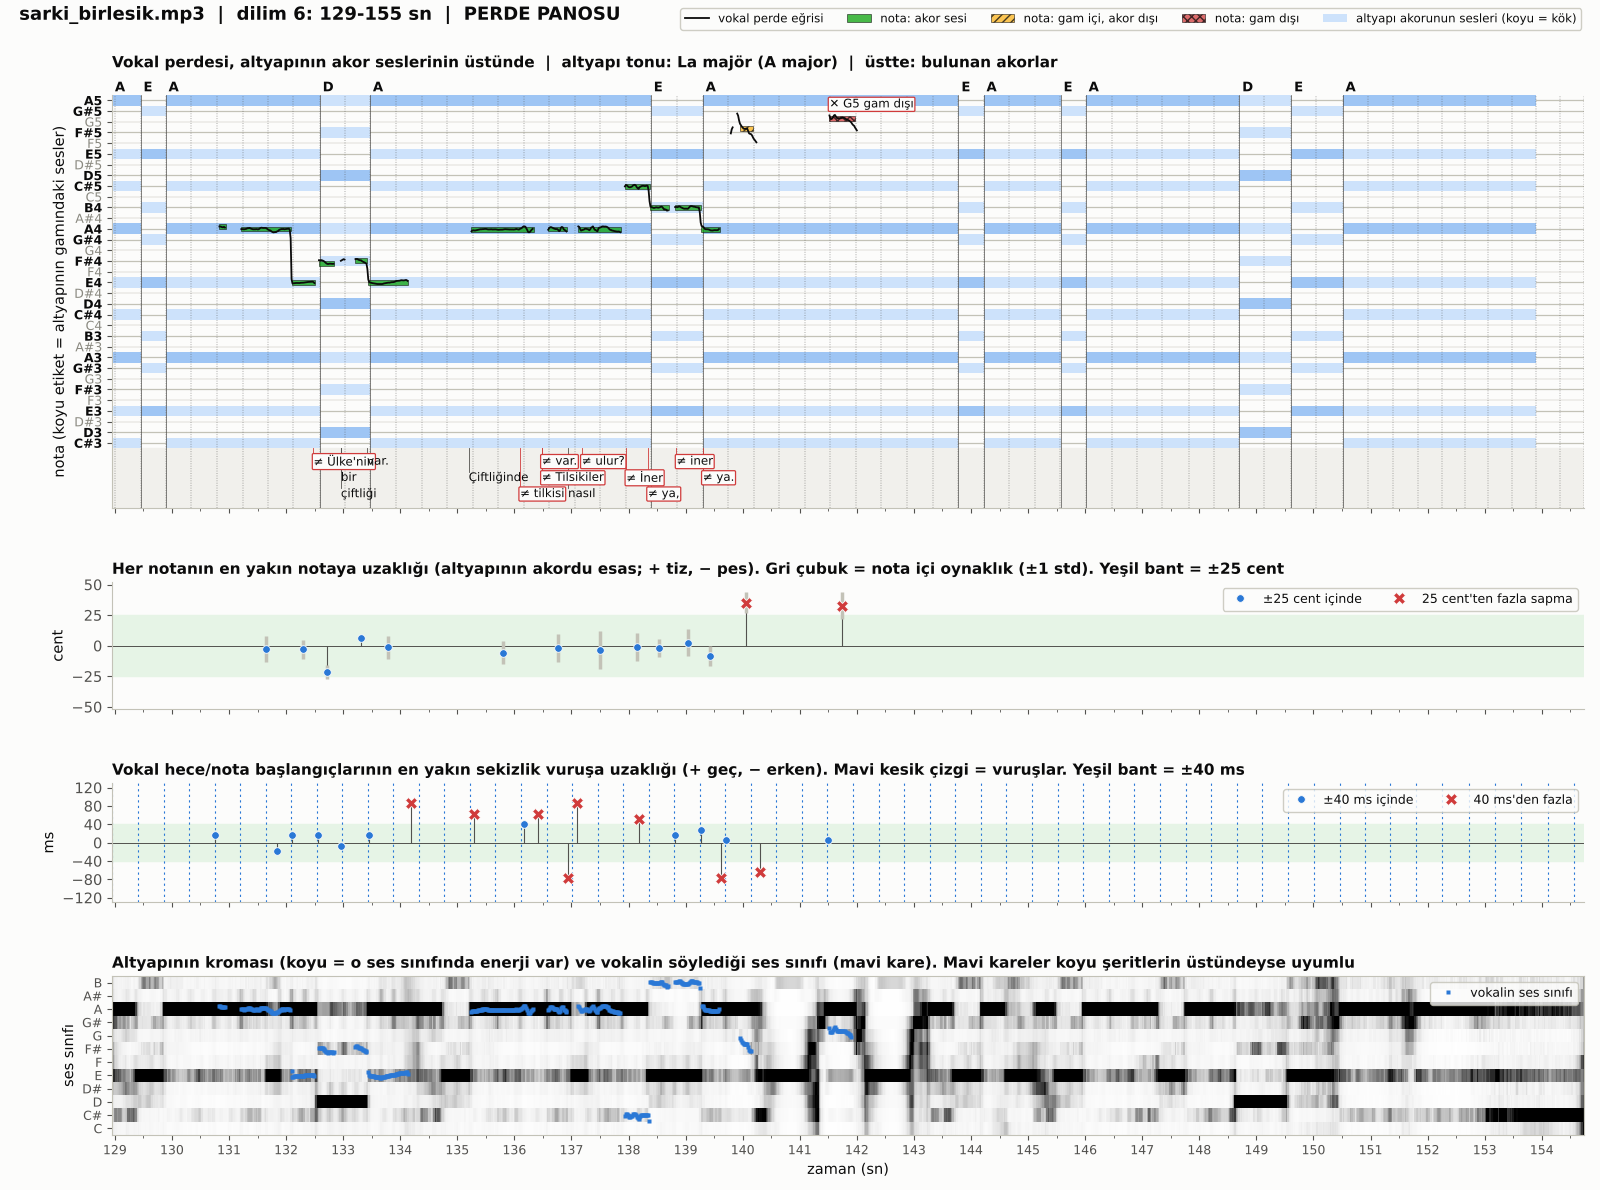 sarki_birlesik.mp3 | dilim 6: 129-155 sn | PERDE PANOSU
vokal perde eğrisi
nota: akor sesi
nota: gam içi, akor dışı
nota: gam dışı
altyapı akorunun sesleri (koyu = kök)
Vokal perdesi, altyapının akor seslerinin üstünde | altyapı tonu: La majör (A major) | üstte: bulunan akorlar
A E A D A E A E A E A D E A
nota (koyu etiket = altyapının gamındaki sesler)
A5
G#5
G5
F#5
F5
E5
D#5
D5
C#5
C5
B4
A#4
A4
G#4
G4
F#4
F4
E4
D#4
D4
C#4
C4
B3
A#3
A3
G#3
G3
F#3
F3
E3
D#3
D3
C#3
× G5 gam dışı
≠ Ülke'nin var. ≠ var. ≠ ulur? ≠ iner
bir Çiftliğinde ≠ Tilsikiler ≠ İner ≠ ya.
çiftliği ≠ tilkisi nasıl ≠ ya,
Her notanın en yakın notaya uzaklığı (altyapının akordu esas; + tiz, − pes). Gri çubuk = nota içi oynaklık (±1 std). Yeşil bant = ±25 cent
±25 cent içinde
25 cent'ten fazla sapma
cent
50
25
0
−25
−50
Vokal hece/nota başlangıçlarının en yakın sekizlik vuruşa uzaklığı (+ geç, − erken). Mavi kesik çizgi = vuruşlar. Yeşil bant = ±40 ms
±40 ms içinde
40 ms'den fazla
ms
120
80
40
0
−40
−80
−120
Altyapının kroması (koyu = o ses sınıfında enerji var) ve vokalin söylediği ses sınıfı (mavi kare). Mavi kareler koyu şeritlerin üstündeyse uyumlu
vokalin ses sınıfı
ses sınıfı
B
A#
A
G#
G
F#
F
E
D#
D
C#
C
129 130 131 132 133 134 135 136 137 138 139 140 141 142 143 144 145 146 147 148 149 150 151 152 153 154
zaman (sn)